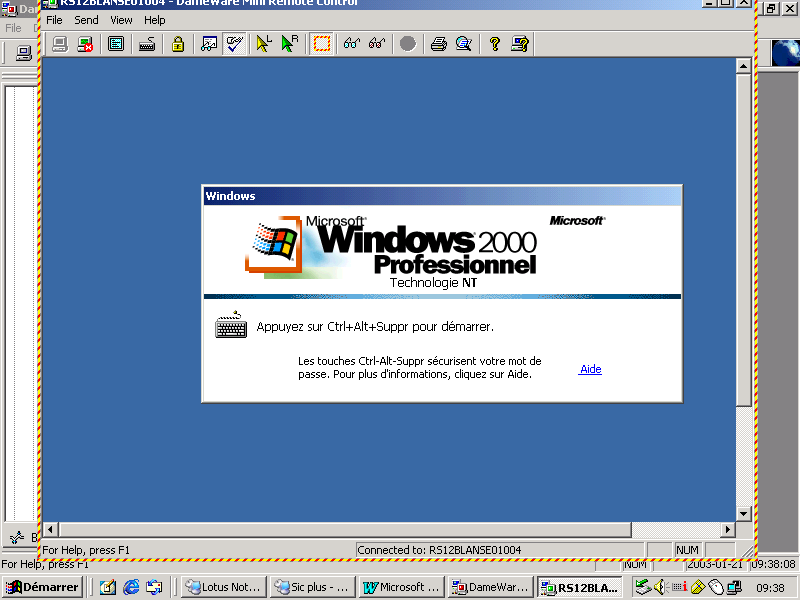 RS12BLANSE01004 - DameWare Mini Remote Control
File Send View Help
File
Windows
Microsoft
Windows 2000
Professionnel
Technologie NT
Microsoft
Appuyez sur Ctrl+Alt+Suppr pour démarrer.
Les touches Ctrl-Alt-Suppr sécurisent votre mot de
passe. Pour plus d'informations, cliquez sur Aide.
Aide
For Help, press F1
Connected to: RS12BLANSE01004
NUM
For Help, press F1
NUM
2003-01-21
09:38:08
Démarrer
Lotus Not...
Sic plus - ...
Microsoft ...
DameWar...
RS12BLA...
09:38